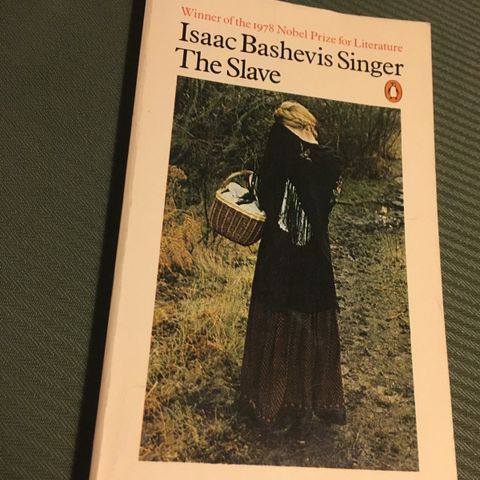 Winner of the 1978 Nobel Prize for Literature
Isaac Bashevis Singer
The Slave